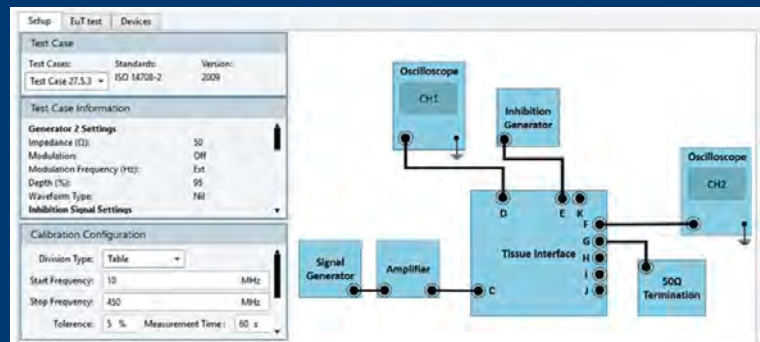 Setup EuT test Devices
Test Case
Test Cases: Standards: Version:
Test Case 27.5.3 ISO 14708-2 2009
Test Case Information
Generator 2 Settings
Impedance (Ω): 50
Modulation: Off
Modulation Frequency (Hz): Ext
Depth (%): 95
Waveform Type: Nil
Inhibition Signal Settings
Calibration Configuration
Division Type: Table
Start Frequency: 10 MHz
Stop Frequency: 450 MHz
Tolerence: 5 % Measurement Time: 60 s
Oscilloscope
CH1
Inhibition
Generator
Oscilloscope
CH2
D E K
F
G
Tissue Interface H
I
C J
Signal
Generator
Amplifier
50Ω
Termination